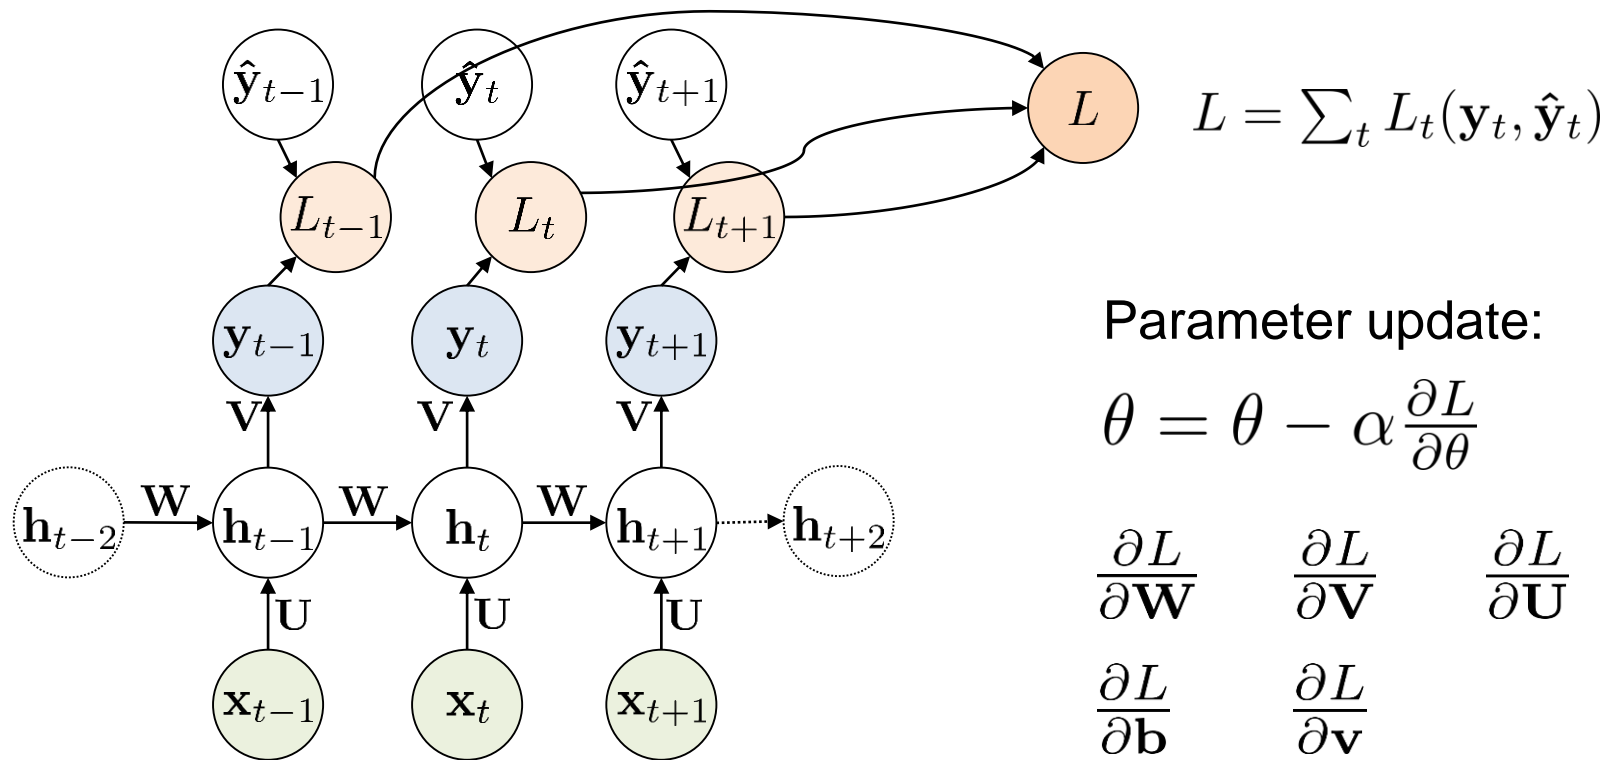 ŷ_{t−1} ŷ_t ŷ_{t+1}
L L = ∑_t L_t(y_t, ŷ_t)
L_{t−1} L_t L_{t+1}
y_{t−1} y_t y_{t+1}
Parameter update:
V V V
θ = θ − α ∂L/∂θ
W W W
h_{t−2} h_{t−1} h_t h_{t+1} h_{t+2}
∂L/∂W ∂L/∂V ∂L/∂U
U U U
x_{t−1} x_t x_{t+1}
∂L/∂b ∂L/∂v